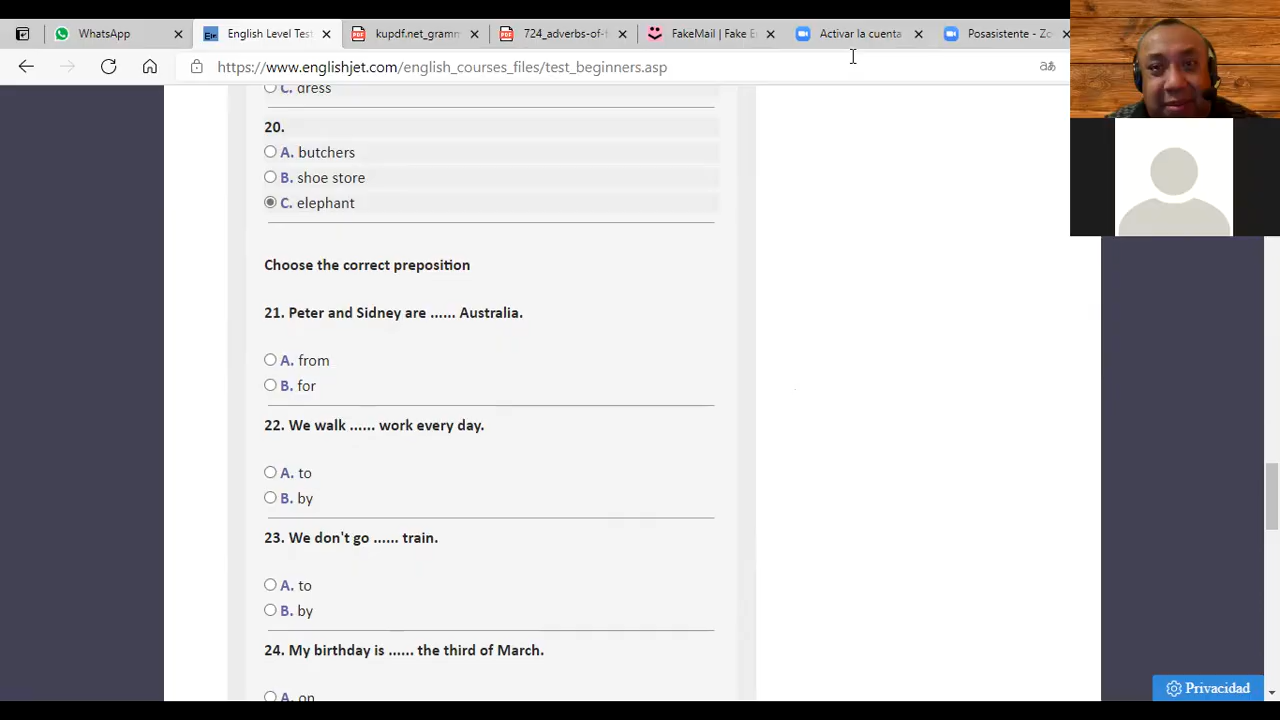 WhatsApp
English Level Test
kupdf.net_gramm
724_adverbs-of-f
FakeMail | Fake E
Activar la cuenta
Posasistente - Zo
https://www.englishjet.com/english_courses_files/test_beginners.asp
C. dress
20.
A. butchers
B. shoe store
C. elephant
Choose the correct preposition
21. Peter and Sidney are ...... Australia.
A. from
B. for
22. We walk ...... work every day.
A. to
B. by
23. We don't go ...... train.
A. to
B. by
24. My birthday is ...... the third of March.
A. on
Privacidad